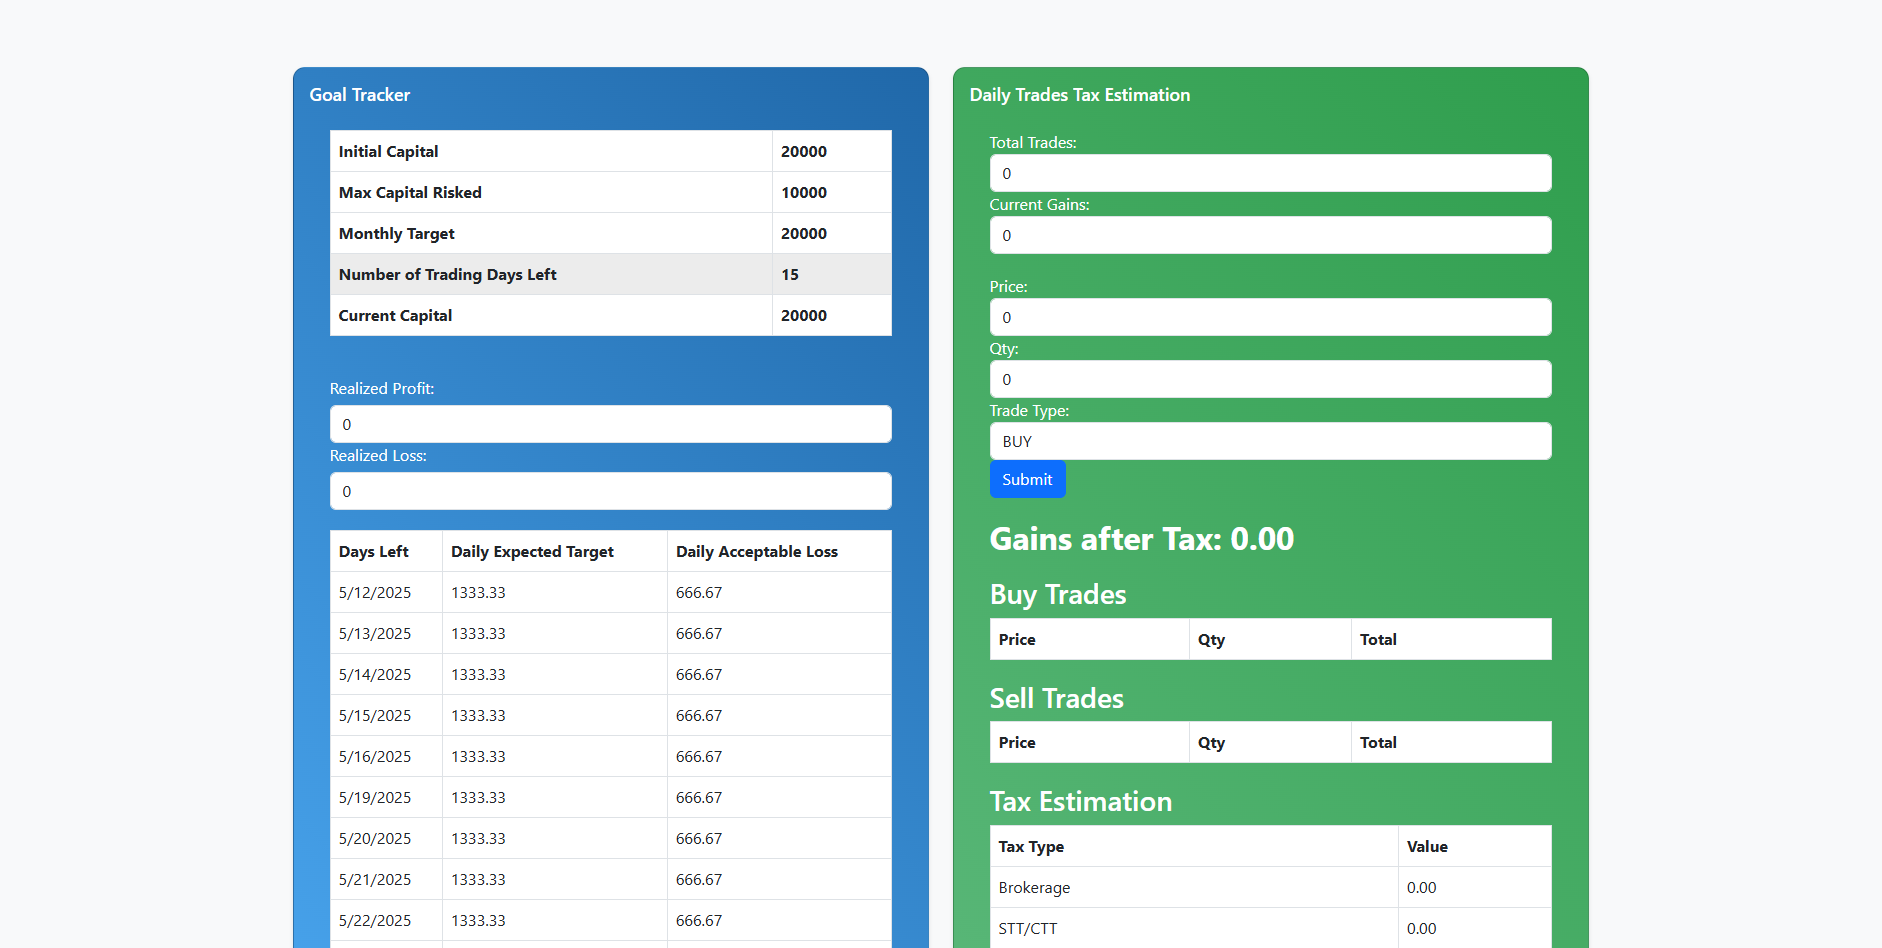 Goal Tracker
Initial Capital 20000
Max Capital Risked 10000
Monthly Target 20000
Number of Trading Days Left 15
Current Capital 20000
Realized Profit:
0
Realized Loss:
0
Days Left Daily Expected Target Daily Acceptable Loss
5/12/2025 1333.33 666.67
5/13/2025 1333.33 666.67
5/14/2025 1333.33 666.67
5/15/2025 1333.33 666.67
5/16/2025 1333.33 666.67
5/19/2025 1333.33 666.67
5/20/2025 1333.33 666.67
5/21/2025 1333.33 666.67
5/22/2025 1333.33 666.67
Daily Trades Tax Estimation
Total Trades:
0
Current Gains:
0
Price:
0
Qty:
0
Trade Type:
BUY
Submit
Gains after Tax: 0.00
Buy Trades
Price Qty Total
Sell Trades
Price Qty Total
Tax Estimation
Tax Type Value
Brokerage 0.00
STT/CTT 0.00